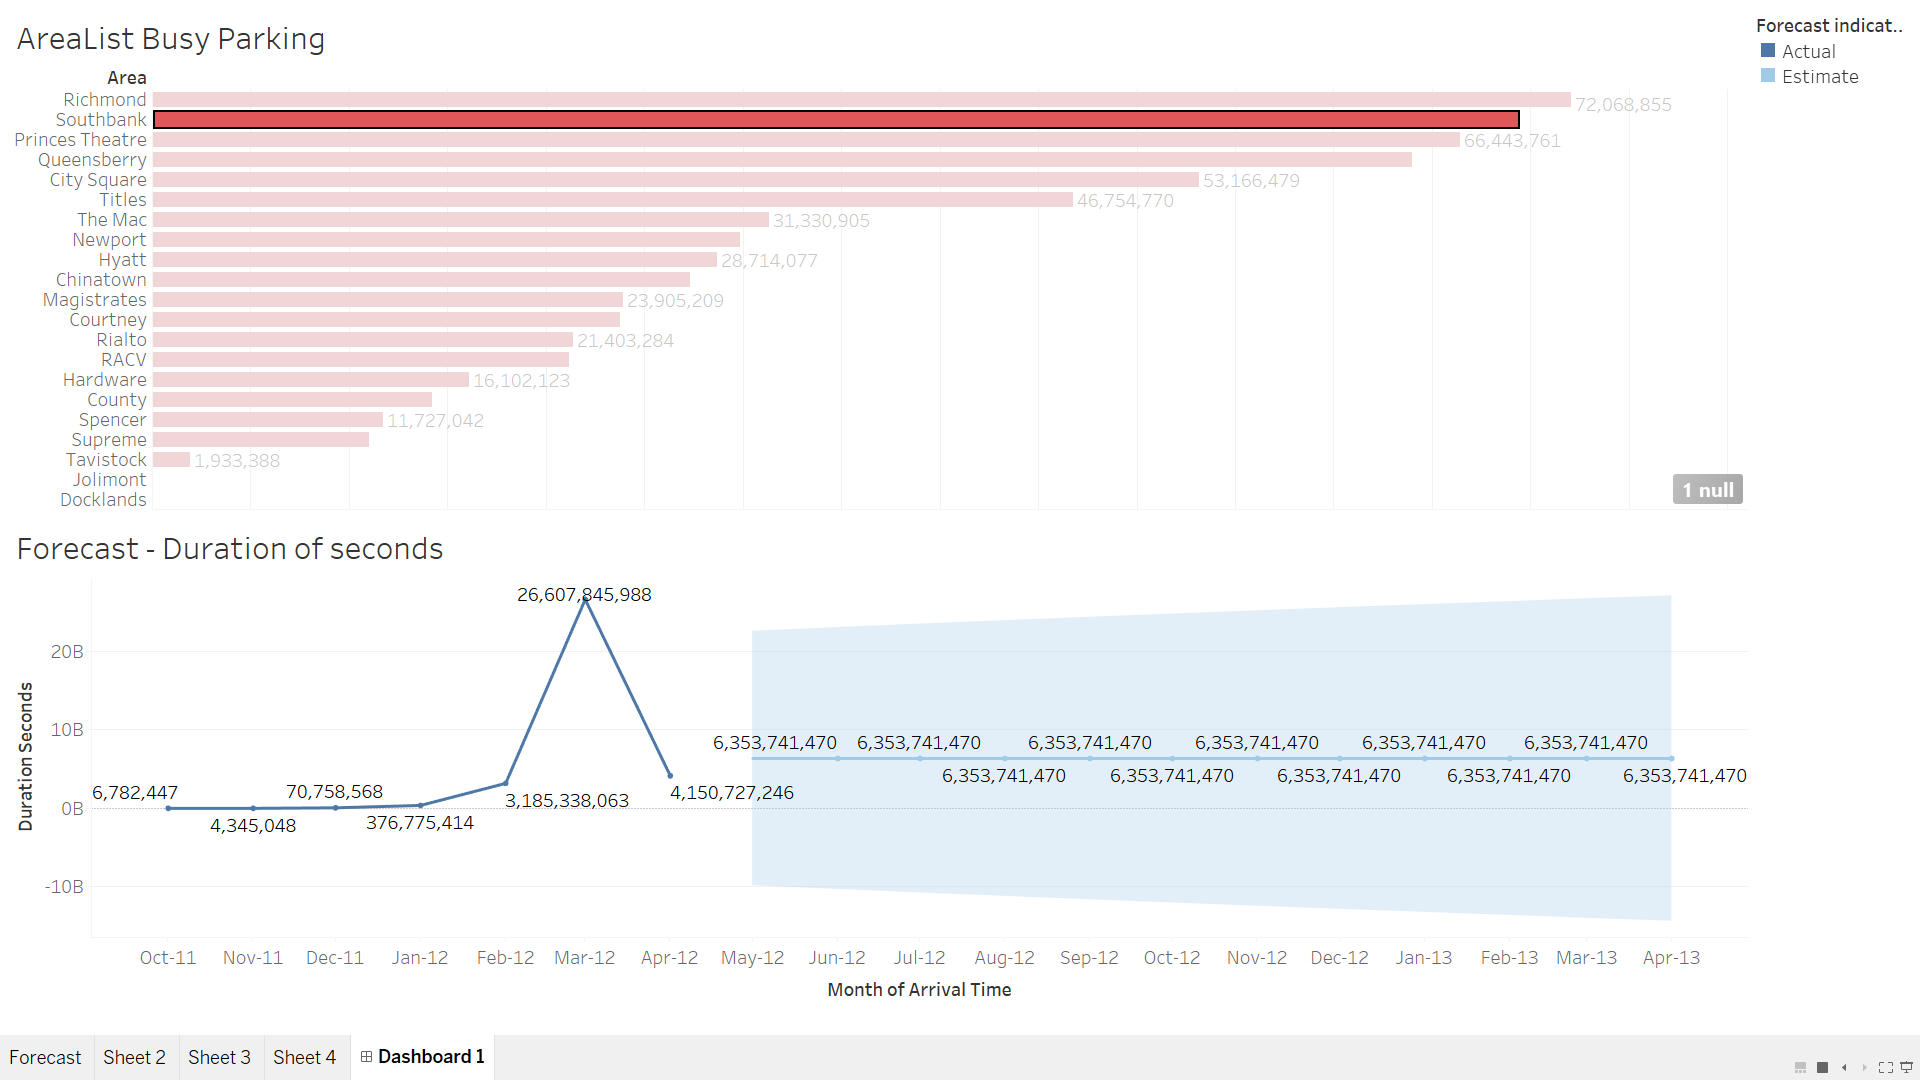 AreaList Busy Parking
Forecast indicat..
Actual
Estimate
Area
Richmond 72,068,855
Southbank
Princes Theatre 66,443,761
Queensberry
City Square 53,166,479
Titles 46,754,770
The Mac 31,330,905
Newport
Hyatt 28,714,077
Chinatown
Magistrates 23,905,209
Courtney
Rialto 21,403,284
RACV
Hardware 16,102,123
County
Spencer 11,727,042
Supreme
Tavistock 1,933,388
Jolimont
Docklands
1 null
Forecast - Duration of seconds
Duration Seconds
20B
10B
0B
-10B
6,782,447
4,345,048
70,758,568
376,775,414
3,185,338,063
26,607,845,988
4,150,727,246
6,353,741,470
6,353,741,470
6,353,741,470
6,353,741,470
6,353,741,470
6,353,741,470
6,353,741,470
6,353,741,470
6,353,741,470
6,353,741,470
6,353,741,470
Oct-11 Nov-11 Dec-11 Jan-12 Feb-12 Mar-12 Apr-12 May-12 Jun-12 Jul-12 Aug-12 Sep-12 Oct-12 Nov-12 Dec-12 Jan-13 Feb-13 Mar-13 Apr-13
Month of Arrival Time
Forecast Sheet 2 Sheet 3 Sheet 4 Dashboard 1